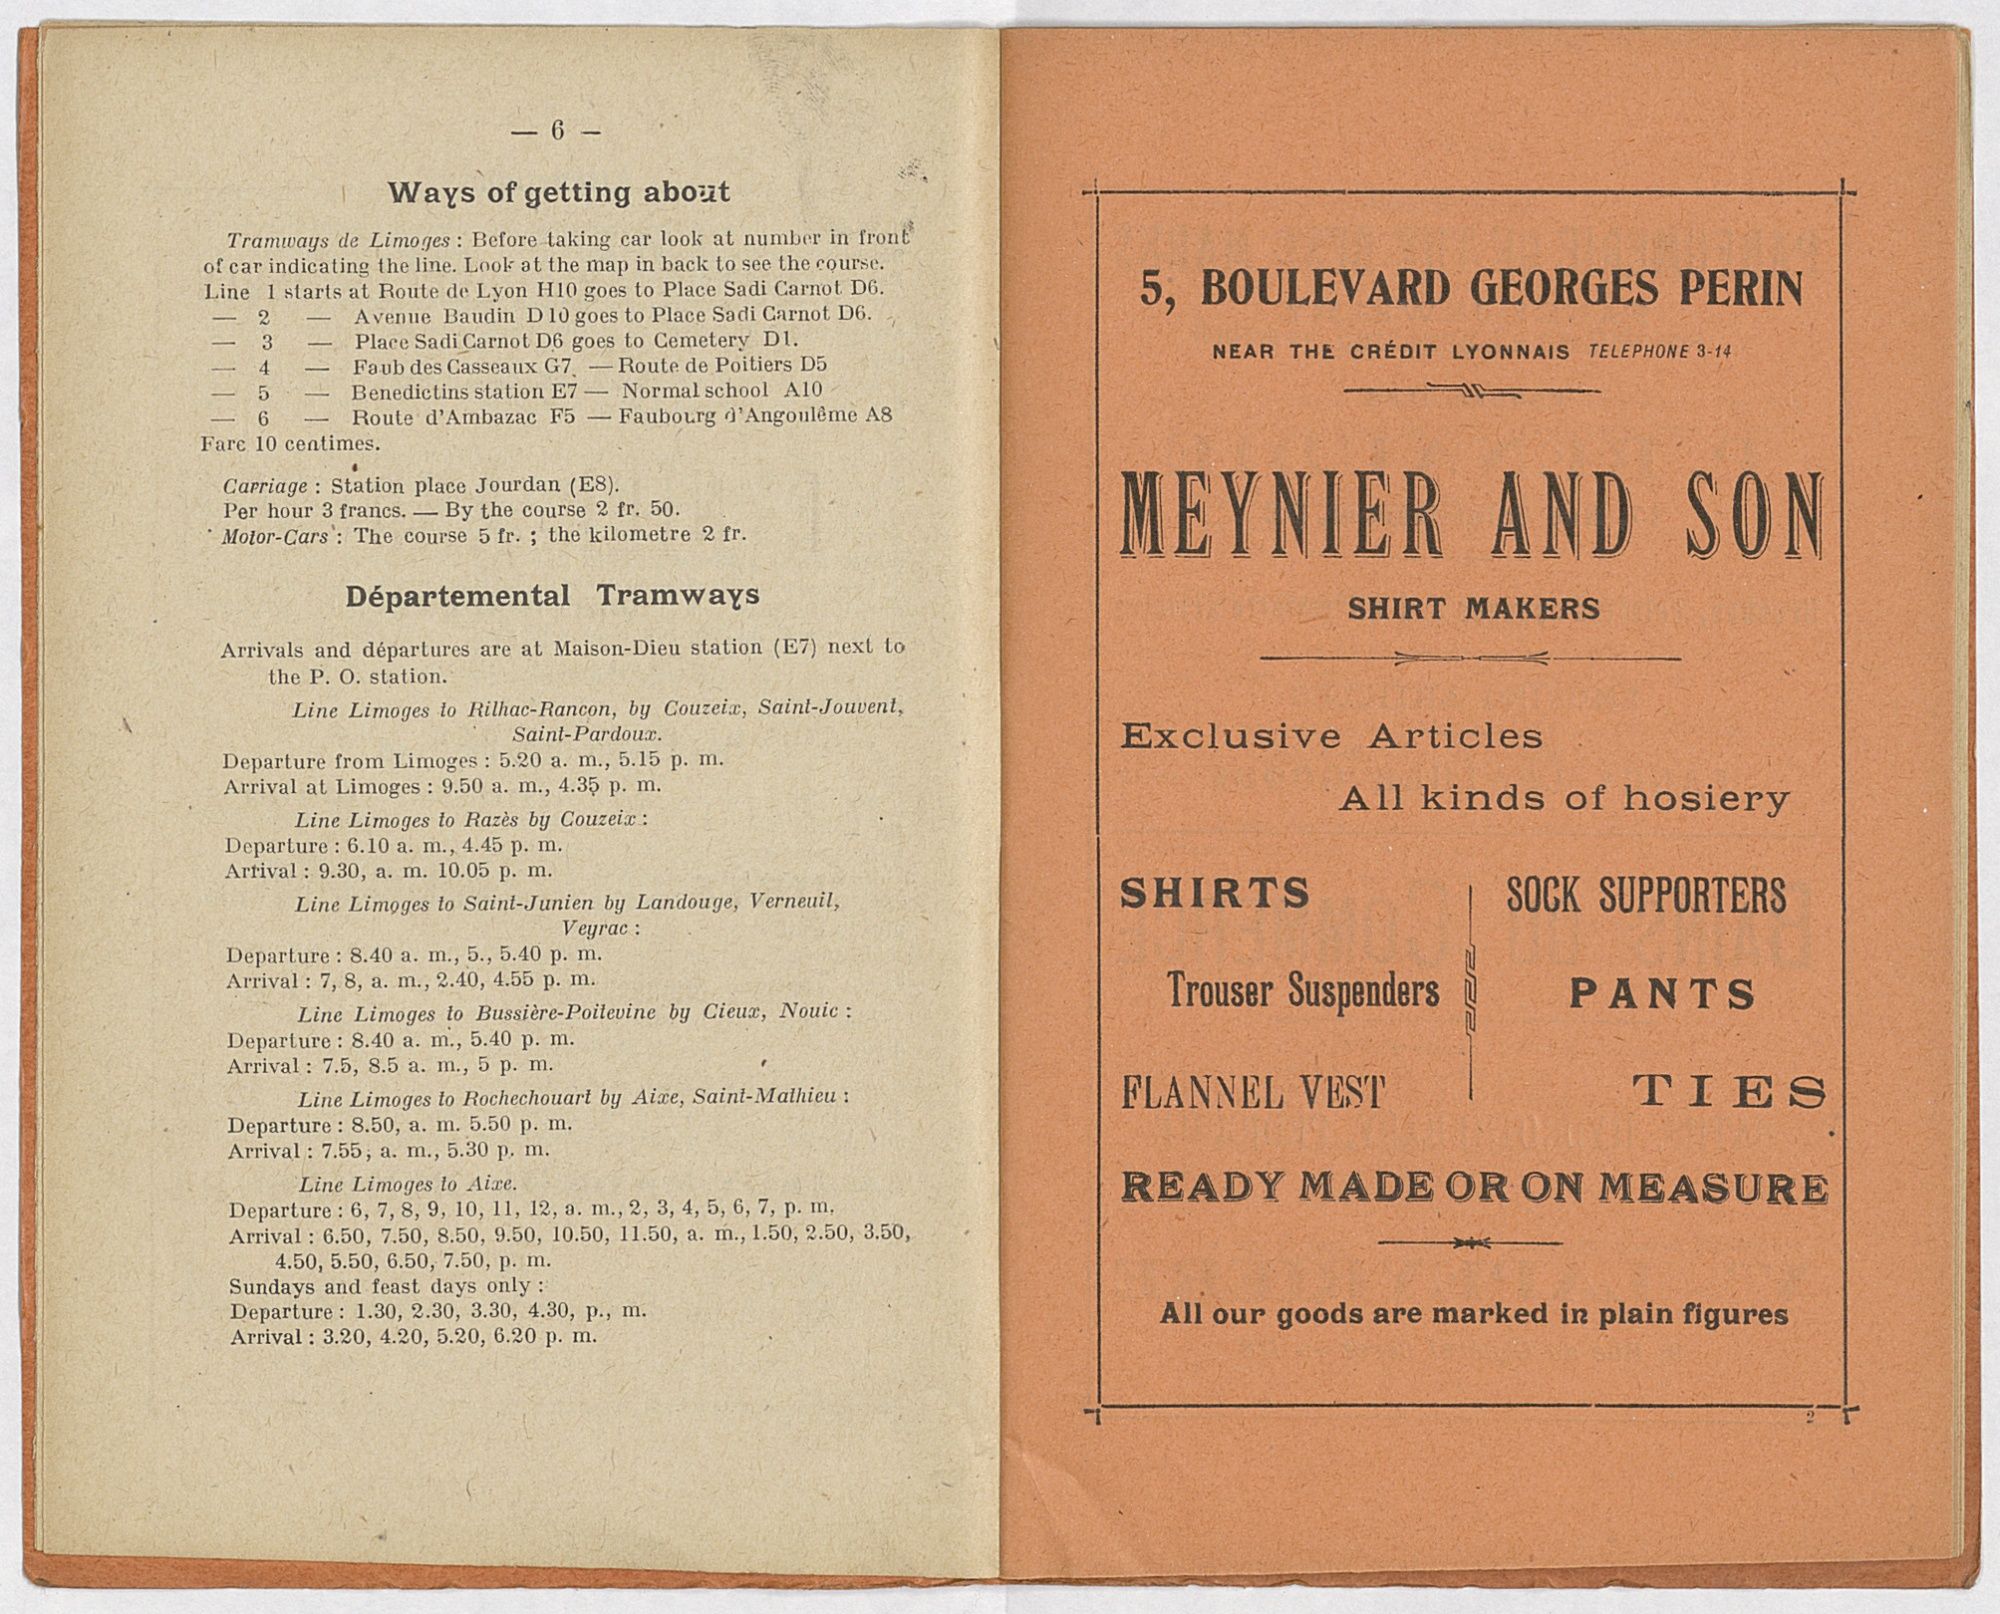 — 6 —
Ways of getting about
Tramways de Limoges : Before taking car look at number in front
of car indicating the line. Look at the map in back to see the course.
Line 1 starts at Route de Lyon H10 goes to Place Sadi Carnot D6.
— 2 — Avenue Baudin D 10 goes to Place Sadi Carnot D6.
— 3 — Place Sadi Carnot D6 goes to Cemetery D1.
— 4 — Faub des Casseaux G7. — Route de Poitiers D5
— 5 — Benedictins station E7 — Normal school A10
— 6 — Route d'Ambazac F5 — Faubourg d'Angoulême A8
Fare 10 centimes.
Carriage : Station place Jourdan (E8).
Per hour 3 francs. — By the course 2 fr. 50.
Motor-Cars : The course 5 fr. ; the kilometre 2 fr.
Départemental Tramways
Arrivals and départures are at Maison-Dieu station (E7) next to
the P. O. station.
Line Limoges to Rilhac-Rancon, by Couzeix, Saint-Jouvent,
Saint-Pardoux.
Departure from Limoges : 5.20 a. m., 5.15 p. m.
Arrival at Limoges : 9.50 a. m., 4.35 p. m.
Line Limoges to Razès by Couzeix :
Departure : 6.10 a. m., 4.45 p. m.
Arrival : 9.30, a. m. 10.05 p. m.
Line Limoges to Saint-Junien by Landouge, Verneuil,
Veyrac :
Departure : 8.40 a. m., 5., 5.40 p. m.
Arrival : 7, 8, a. m., 2.40, 4.55 p. m.
Line Limoges to Bussière-Poitevine by Cieux, Nouic :
Departure : 8.40 a. m., 5.40 p. m.
Arrival : 7.5, 8.5 a. m., 5 p. m.
Line Limoges to Rochechouart by Aixe, Saint-Mathieu :
Departure : 8.50, a. m. 5.50 p. m.
Arrival : 7.55, a. m., 5.30 p. m.
Line Limoges to Aixe.
Departure : 6, 7, 8, 9, 10, 11, 12, a. m., 2, 3, 4, 5, 6, 7, p. m.
Arrival : 6.50, 7.50, 8.50, 9.50, 10.50, 11.50, a. m., 1.50, 2.50, 3.50,
4.50, 5.50, 6.50, 7.50, p. m.
Sundays and feast days only :
Departure : 1.30, 2.30, 3.30, 4.30, p., m.
Arrival : 3.20, 4.20, 5.20, 6.20 p. m.
5, BOULEVARD GEORGES PERIN
NEAR THE CRÉDIT LYONNAIS TELEPHONE 3-14
MEYNIER AND SON
SHIRT MAKERS
Exclusive Articles
All kinds of hosiery
SHIRTS
Trouser Suspenders
FLANNEL VEST
SOCK SUPPORTERS
PANTS
TIES
READY MADE OR ON MEASURE
All our goods are marked in plain figures
2